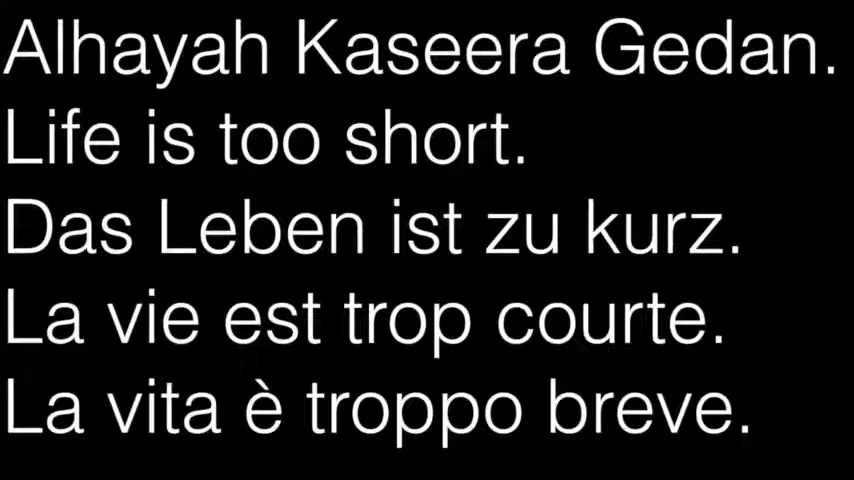 Alhayah Kaseera Gedan.
Life is too short.
Das Leben ist zu kurz.
La vie est trop courte.
La vita è troppo breve.